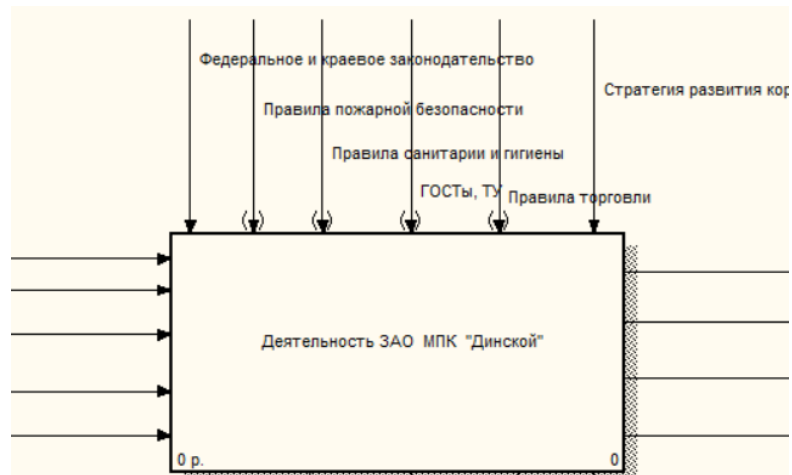 Федеральное и краевое законодательство
Правила пожарной безопасности
Стратегия развития кор
Правила санитарии и гигиены
ГОСТы, ТУ
Правила торговли
Деятельность ЗАО МПК "Динской"
0 р.
0